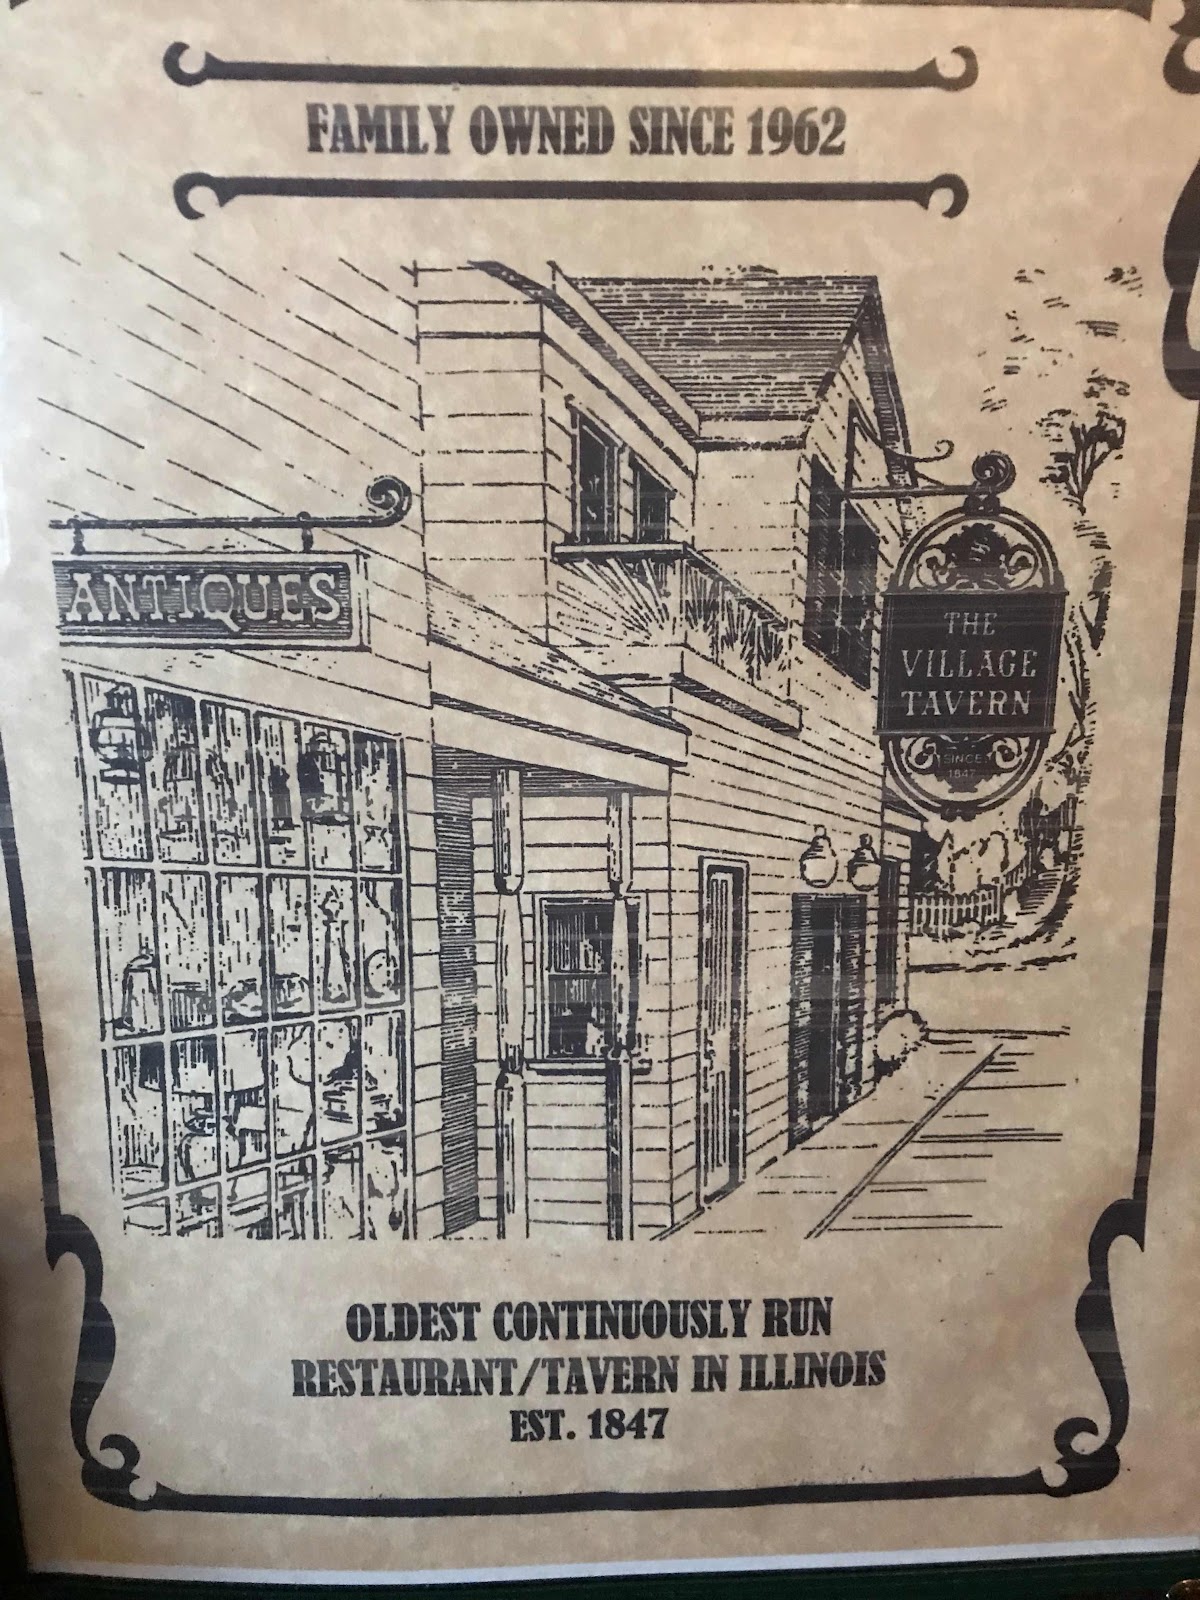 FAMILY OWNED SINCE 1962
ANTIQUES
THE
VILLAGE
TAVERN
SINCE
1847
OLDEST CONTINUOUSLY RUN
RESTAURANT/TAVERN IN ILLINOIS
EST. 1847